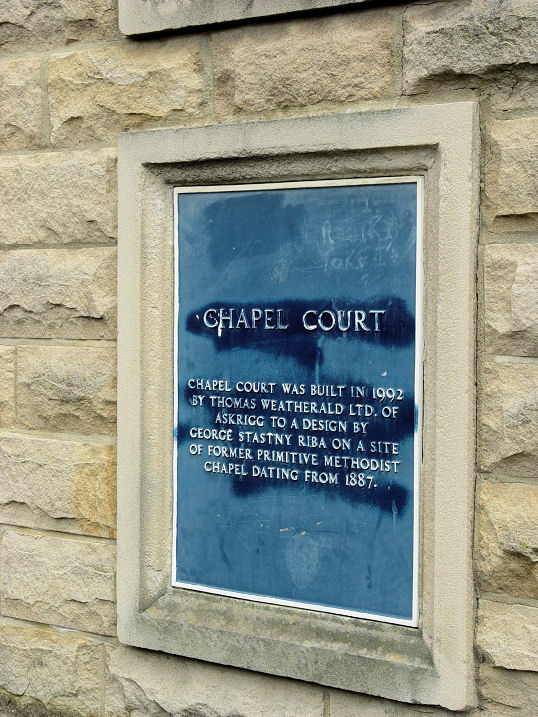 CHAPEL COURT
CHAPEL COURT WAS BUILT IN 1992
BY THOMAS WEATHERALD LTD. OF
ASKRIGG TO A DESIGN BY
GEORGE STASTNY RIBA ON A SITE
OF FORMER PRIMITIVE METHODIST
CHAPEL DATING FROM 1887.